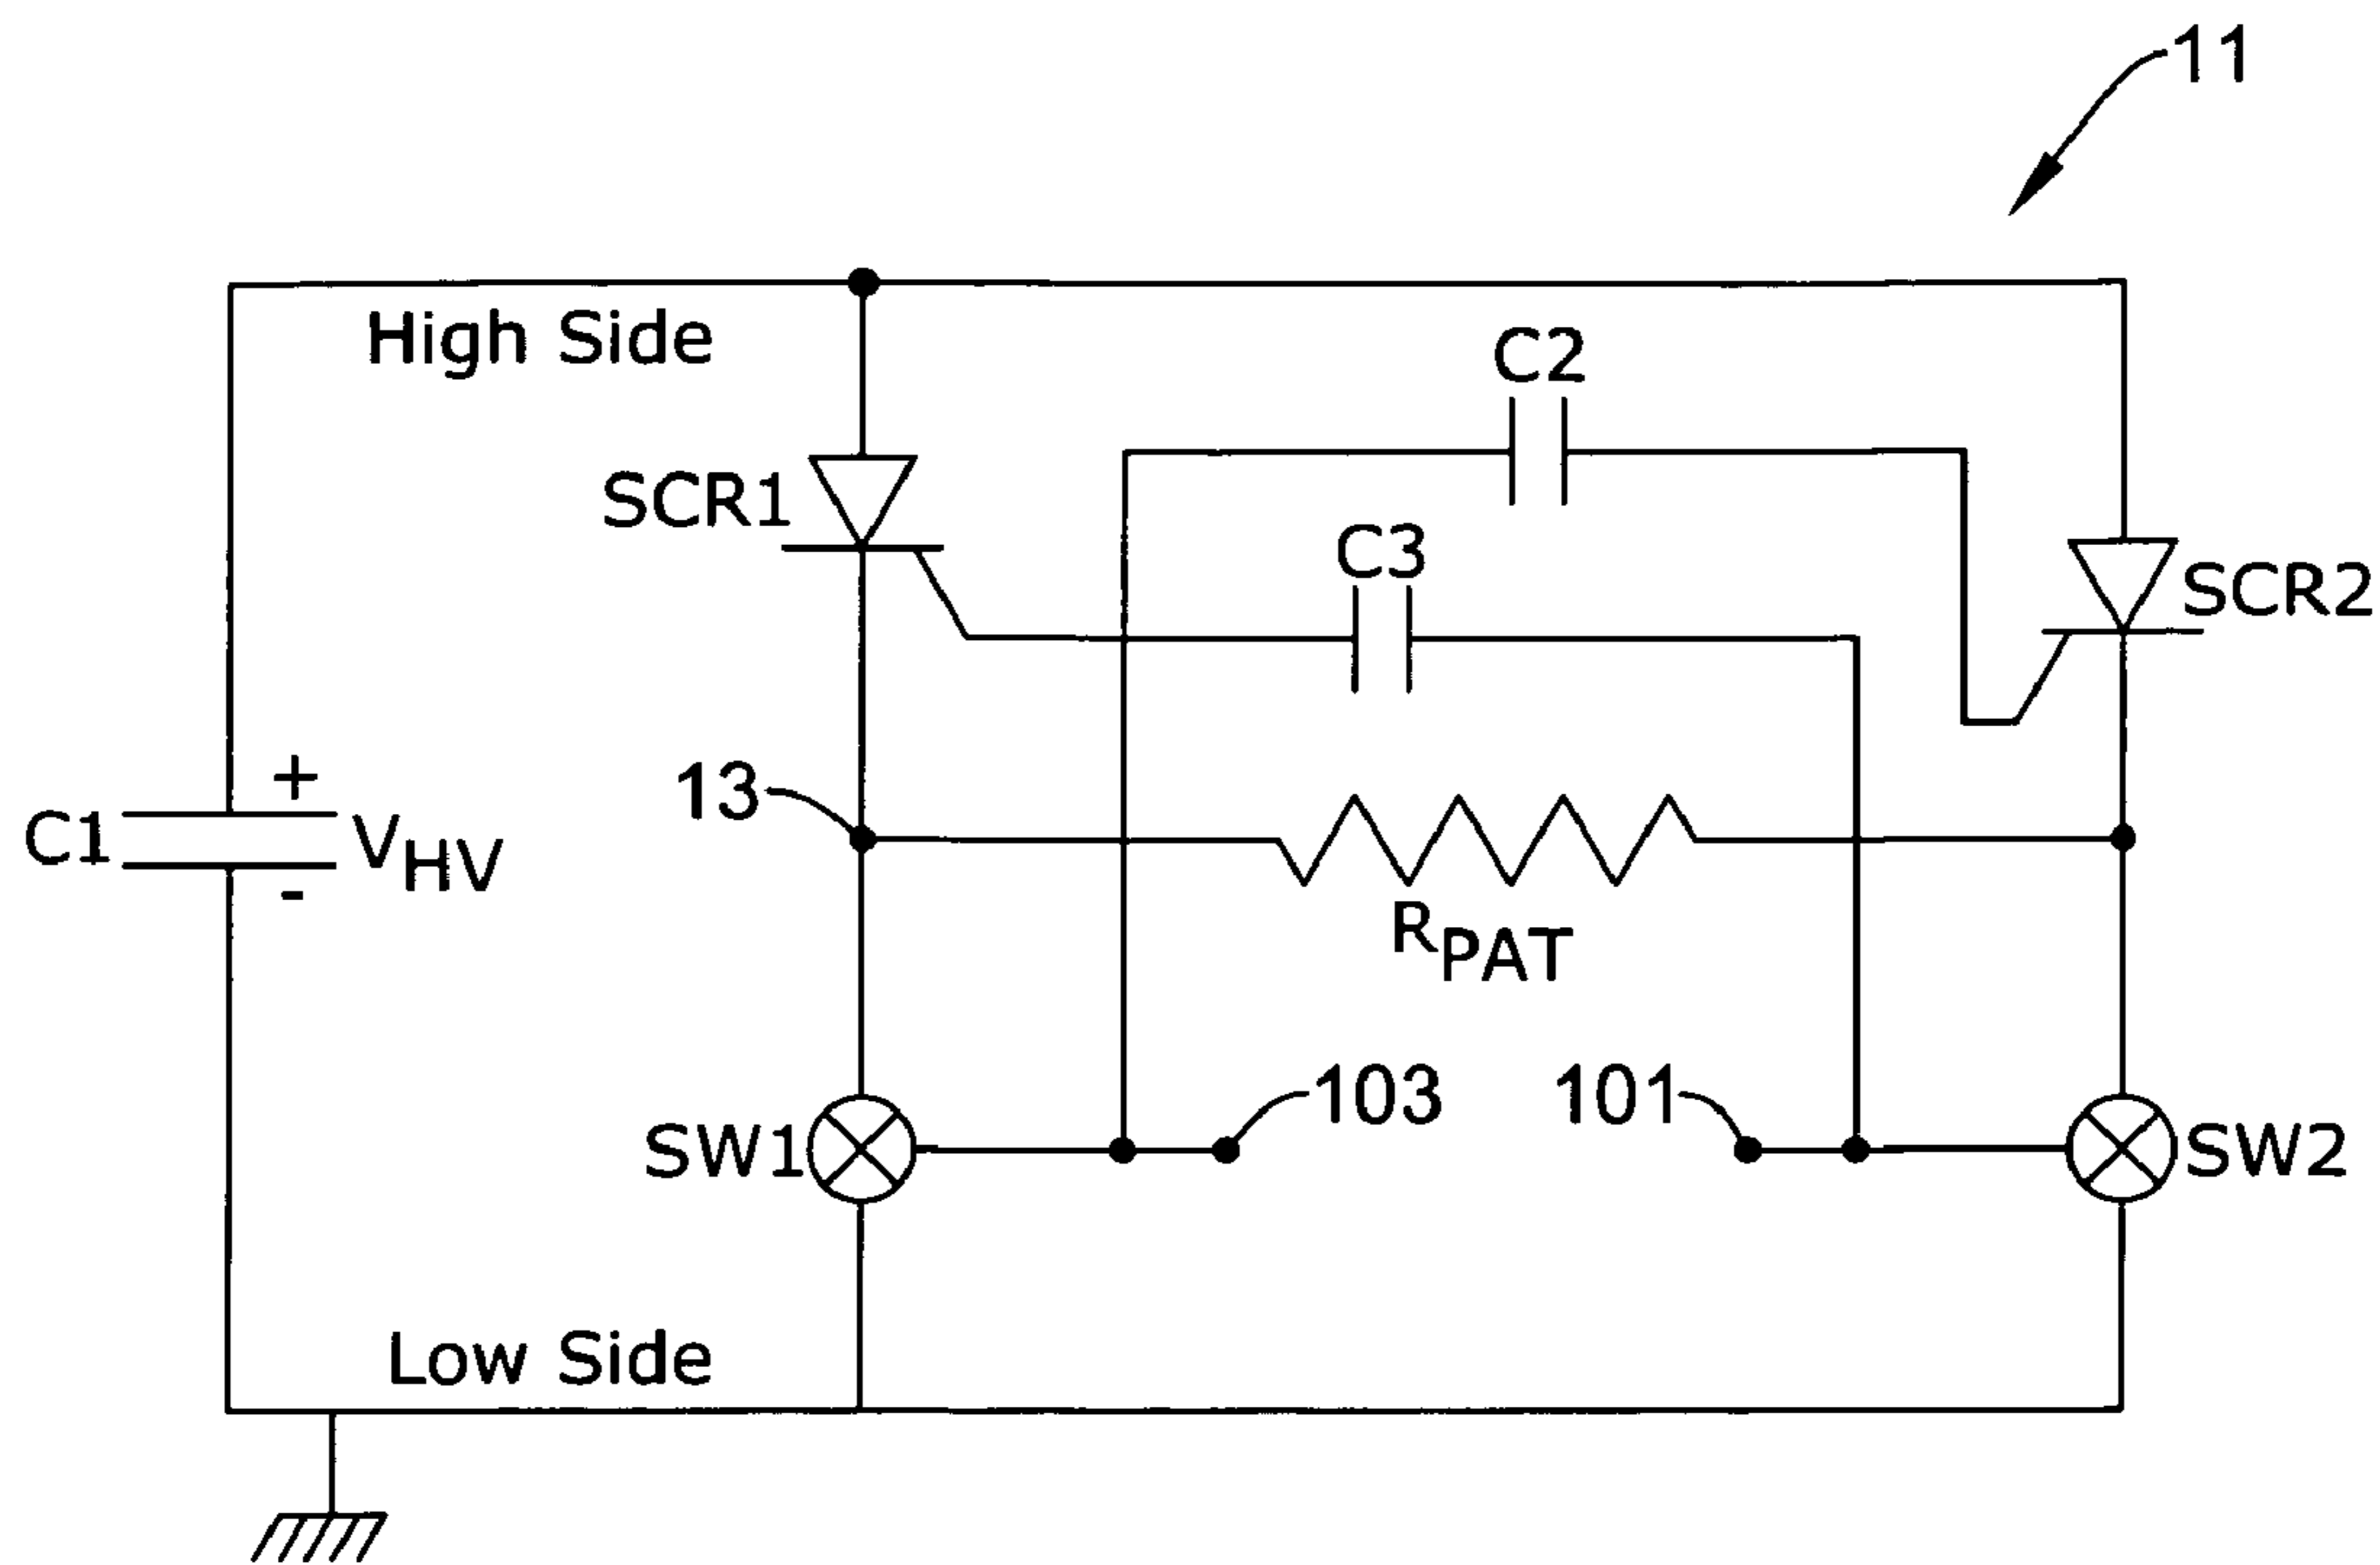 11
High Side
C2
SCR1
C3
SCR2
13
+
C1
VHV
-
RPAT
103
101
SW1
SW2
Low Side